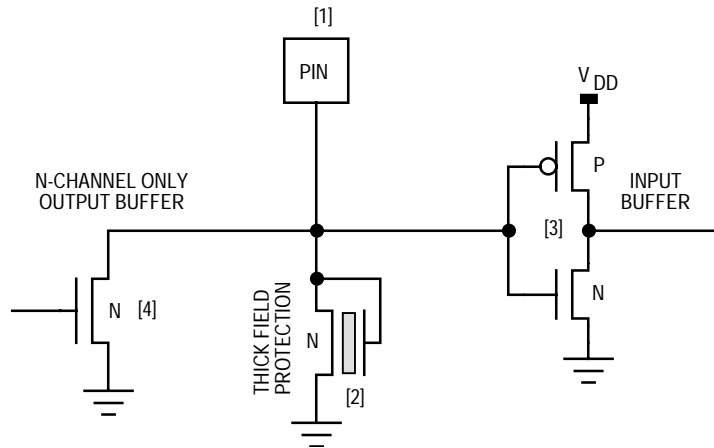 [1]
PIN
V DD
P
N-CHANNEL ONLY
OUTPUT BUFFER
INPUT
BUFFER
[3]
THICK FIELD
PROTECTION
N
[4]
N
N
[2]